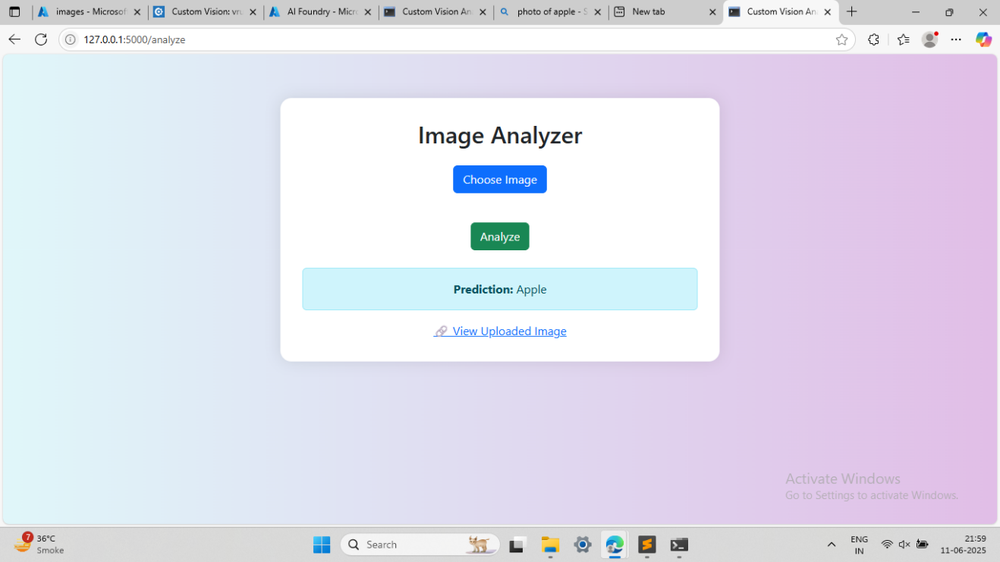 images - Microsof
Custom Vision: vru
AI Foundry - Micro
Custom Vision An
photo of apple - S
New tab
Custom Vision An
127.0.0.1:5000/analyze
Image Analyzer
Choose Image
Analyze
Prediction: Apple
View Uploaded Image
Activate Windows
Go to Settings to activate Windows.
7
36°C
Smoke
Search
ENG
IN
21:59
11-06-2025